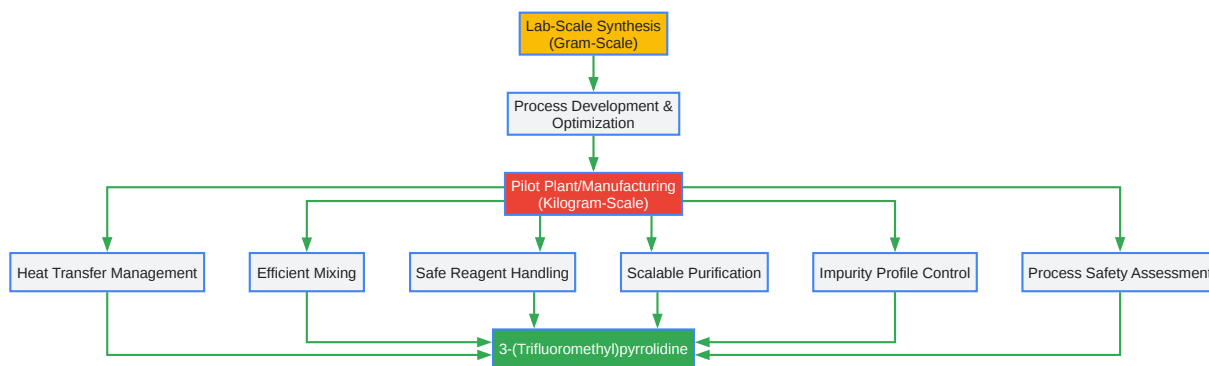 Lab-Scale Synthesis
(Gram-Scale)
Process Development &
Optimization
Pilot Plant/Manufacturing
(Kilogram-Scale)
Heat Transfer Management
Efficient Mixing
Safe Reagent Handling
Scalable Purification
Impurity Profile Control
Process Safety Assessment
3-(Trifluoromethyl)pyrrolidine